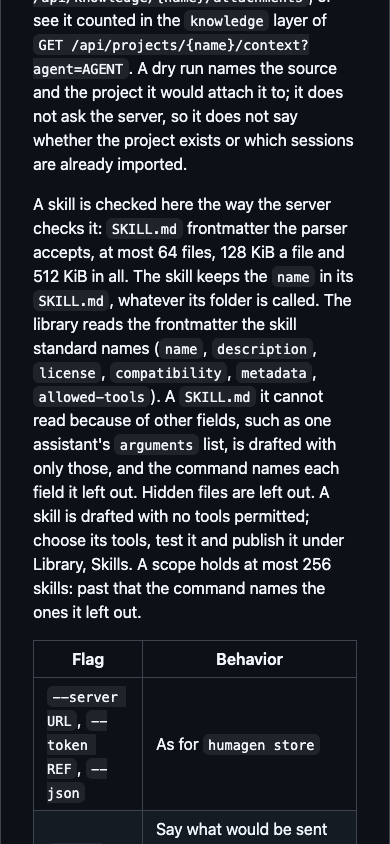 see it counted in the knowledge layer of
GET /api/projects/{name}/context?
agent=AGENT. A dry run names the source
and the project it would attach it to; it does
not ask the server, so it does not say
whether the project exists or which sessions
are already imported.
A skill is checked here the way the server
checks it: SKILL.md frontmatter the parser
accepts, at most 64 files, 128 KiB a file and
512 KiB in all. The skill keeps the name in its
SKILL.md, whatever its folder is called. The
library reads the frontmatter the skill
standard names (name, description,
license, compatibility, metadata,
allowed-tools). A SKILL.md it cannot
read because of other fields, such as one
assistant's arguments list, is drafted with
only those, and the command names each
field it left out. Hidden files are left out. A
skill is drafted with no tools permitted;
choose its tools, test it and publish it under
Library, Skills. A scope holds at most 256
skills: past that the command names the
ones it left out.
Flag Behavior
--server
URL, --
token
REF, --
json
As for humagen store
Say what would be sent